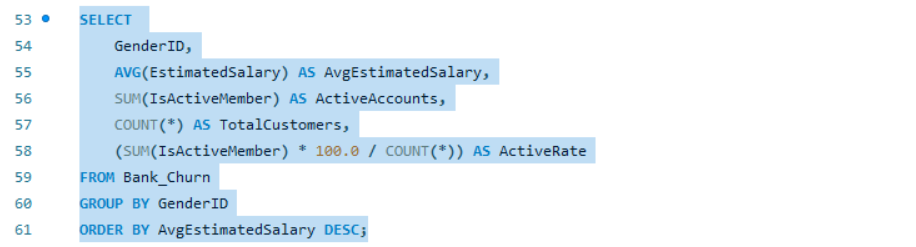 53 SELECT
54 GenderID,
55 AVG(EstimatedSalary) AS AvgEstimatedSalary,
56 SUM(IsActiveMember) AS ActiveAccounts,
57 COUNT(*) AS TotalCustomers,
58 (SUM(IsActiveMember) * 100.0 / COUNT(*)) AS ActiveRate
59 FROM Bank_Churn
60 GROUP BY GenderID
61 ORDER BY AvgEstimatedSalary DESC;